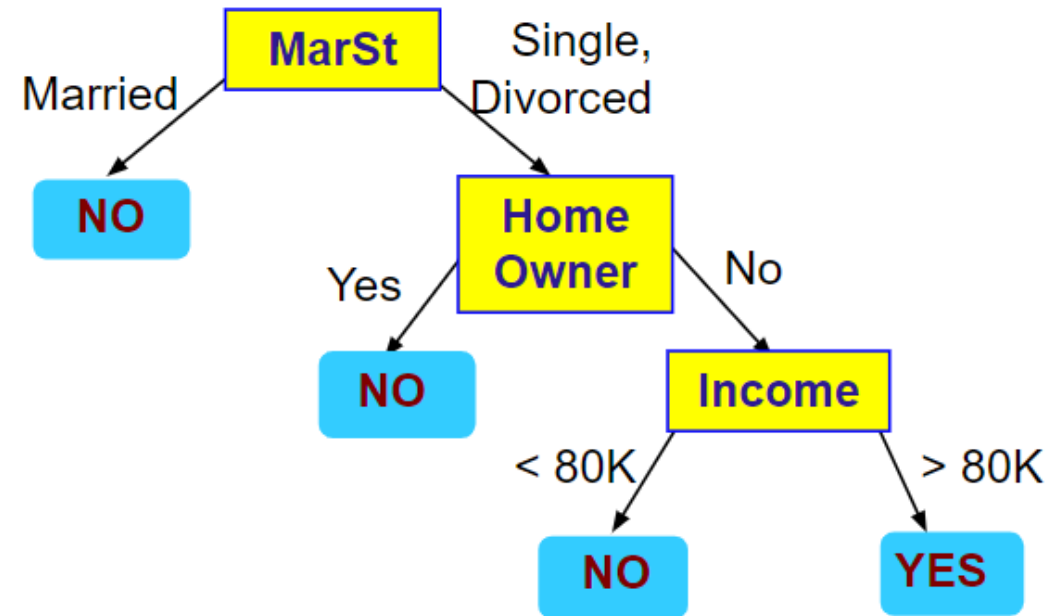 MarSt
Single,
Divorced
Married
NO
Home
Owner
Yes
No
NO
Income
< 80K
> 80K
NO
YES